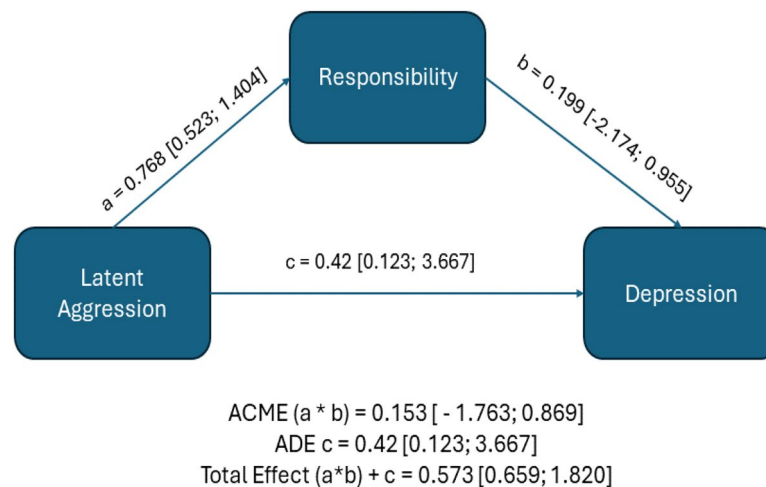 Responsibility
a = 0.768 [0.523; 1.404]
b = 0.199 [-2.174; 0.955]
c = 0.42 [0.123; 3.667]
Latent
Aggression
Depression
ACME (a * b) = 0.153 [ - 1.763; 0.869]
ADE c = 0.42 [0.123; 3.667]
Total Effect (a*b) + c = 0.573 [0.659; 1.820]